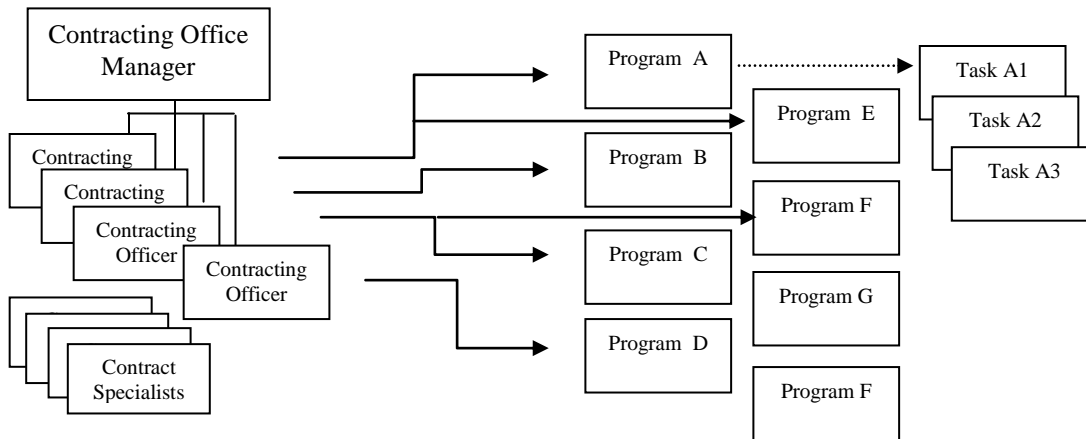 Contracting Office
Manager
Contracting
Contracting
Contracting
Officer
Contracting
Officer
Contract
Specialists
Program A
Program E
Program B
Program F
Program C
Program G
Program D
Program F
Task A1
Task A2
Task A3